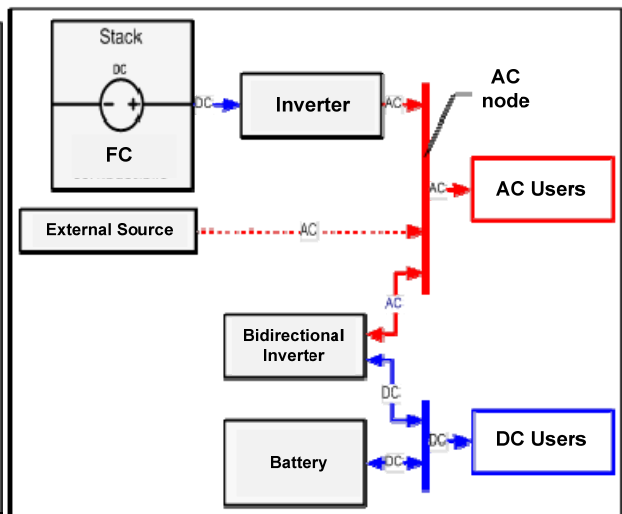 Stack
DC
- +
FC
DC
Inverter
AC
AC
node
AC
AC Users
External Source
AC
AC
Bidirectional
Inverter
DC
Battery
DC
DC
DC Users